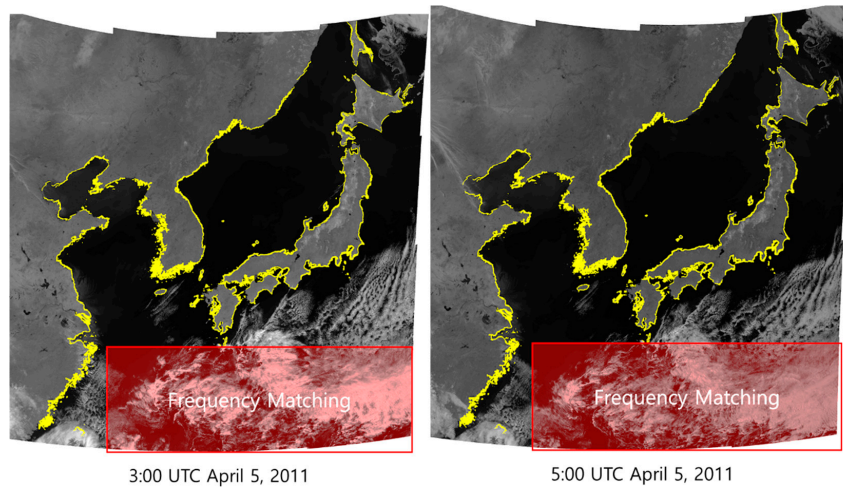 Frequency Matching
Frequency Matching
3:00 UTC April 5, 2011
5:00 UTC April 5, 2011